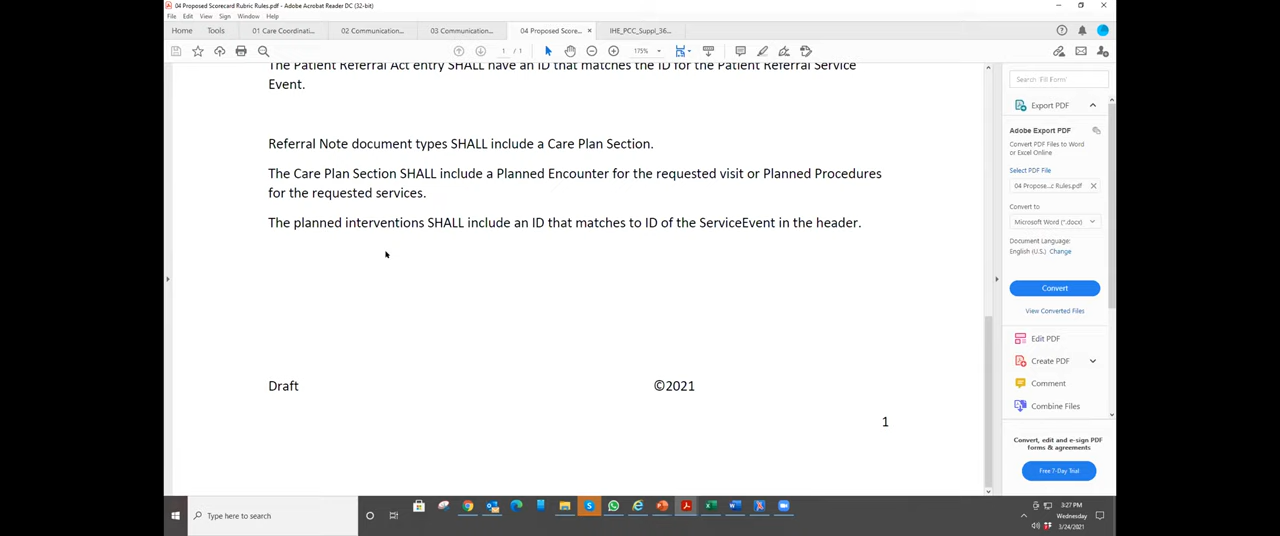 04 Proposed Scorecard Rubric Rules.pdf - Adobe Acrobat Reader DC (32-bit)
File Edit View Sign Window Help
Home Tools 01 Care Coordinati... 02 Communication... 03 Communication... 04 Proposed Score... × IHE_PCC_Suppl_36...
1 / 1 175%
The Patient Referral Act entry SHALL have an ID that matches the ID for the Patient Referral Service
Event.
Referral Note document types SHALL include a Care Plan Section.
The Care Plan Section SHALL include a Planned Encounter for the requested visit or Planned Procedures
for the requested services.
The planned interventions SHALL include an ID that matches to ID of the ServiceEvent in the header.
Draft ©2021
1
Search 'Fill Form'
Export PDF
Adobe Export PDF
Convert PDF Files to Word
or Excel Online
Select PDF File
04 Propose...c Rules.pdf
Convert to
Microsoft Word (*.docx)
Document Language:
English (U.S.) Change
Convert
View Converted Files
Edit PDF
Create PDF
Comment
Combine Files
Convert, edit and e-sign PDF
forms & agreements
Free 7-Day Trial
Type here to search
3:27 PM
Wednesday
3/24/2021